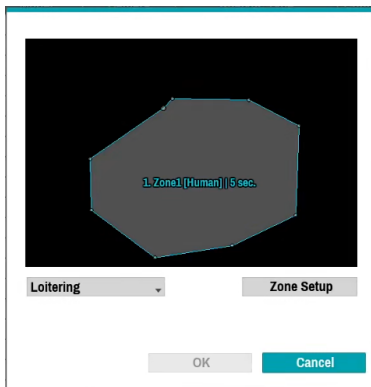 1. Zone1 [Human] | 5 sec.
Loitering
Zone Setup
OK
Cancel